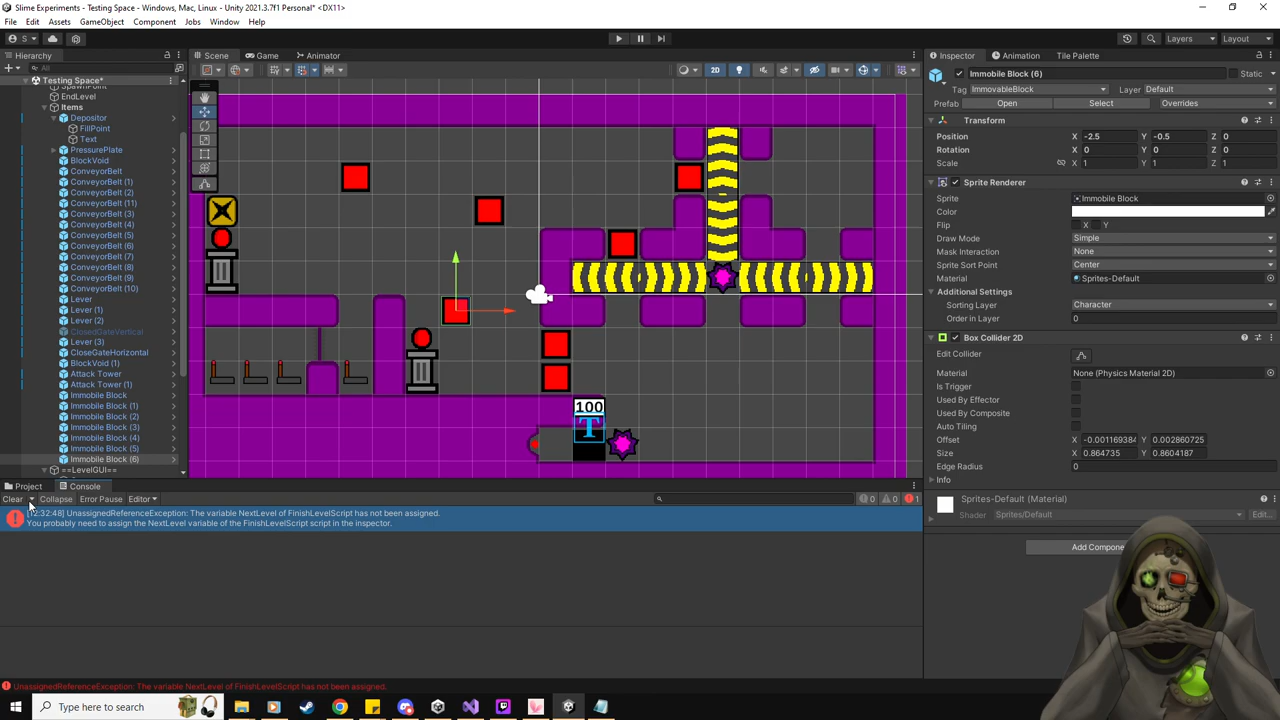 Slime Experiments - Testing Space - Windows, Mac, Linux - Unity 2021.3.7f1 Personal* <DX11>
File Edit Assets GameObject Component Jobs Window Help
S
Layers Layout
Hierarchy
All
Testing Space*
SpawnPoint
EndLevel
Items
Depositor
FillPoint
Text
PressurePlate
BlockVoid
ConveyorBelt
ConveyorBelt (1)
ConveyorBelt (2)
ConveyorBelt (11)
ConveyorBelt (3)
ConveyorBelt (4)
ConveyorBelt (5)
ConveyorBelt (6)
ConveyorBelt (7)
ConveyorBelt (8)
ConveyorBelt (9)
ConveyorBelt (10)
Lever
Lever (1)
Lever (2)
ClosedGateVertical
Lever (3)
CloseGateHorizontal
BlockVoid (1)
Attack Tower
Attack Tower (1)
Immobile Block
Immobile Block (1)
Immobile Block (2)
Immobile Block (3)
Immobile Block (4)
Immobile Block (5)
Immobile Block (6)
==LevelGUI==
Scene Game Animator
2D
100
T
Inspector Animation Tile Palette
Immobile Block (6) Static
Tag ImmovableBlock Layer Default
Prefab Open Select Overrides
Transform
Position X -2.5 Y -0.5 Z 0
Rotation X 0 Y 0 Z 0
Scale X 1 Y 1 Z 1
Sprite Renderer
Sprite Immobile Block
Color
Flip X Y
Draw Mode Simple
Mask Interaction None
Sprite Sort Point Center
Material Sprites-Default
Additional Settings
Sorting Layer Character
Order in Layer 0
Box Collider 2D
Edit Collider
Material None (Physics Material 2D)
Is Trigger
Used By Effector
Used By Composite
Auto Tiling
Offset X -0.001169384 Y 0.002860725
Size X 0.864735 Y 0.8604187
Edge Radius 0
Info
Sprites-Default (Material)
Shader Sprites/Default Edit...
Add Compone
Project Console
Clear Collapse Error Pause Editor 0 0 1
[12:32:48] UnassignedReferenceException: The variable NextLevel of FinishLevelScript has not been assigned.
You probably need to assign the NextLevel variable of the FinishLevelScript script in the inspector.
UnassignedReferenceException: The variable NextLevel of FinishLevelScript has not been assigned.
Type here to search